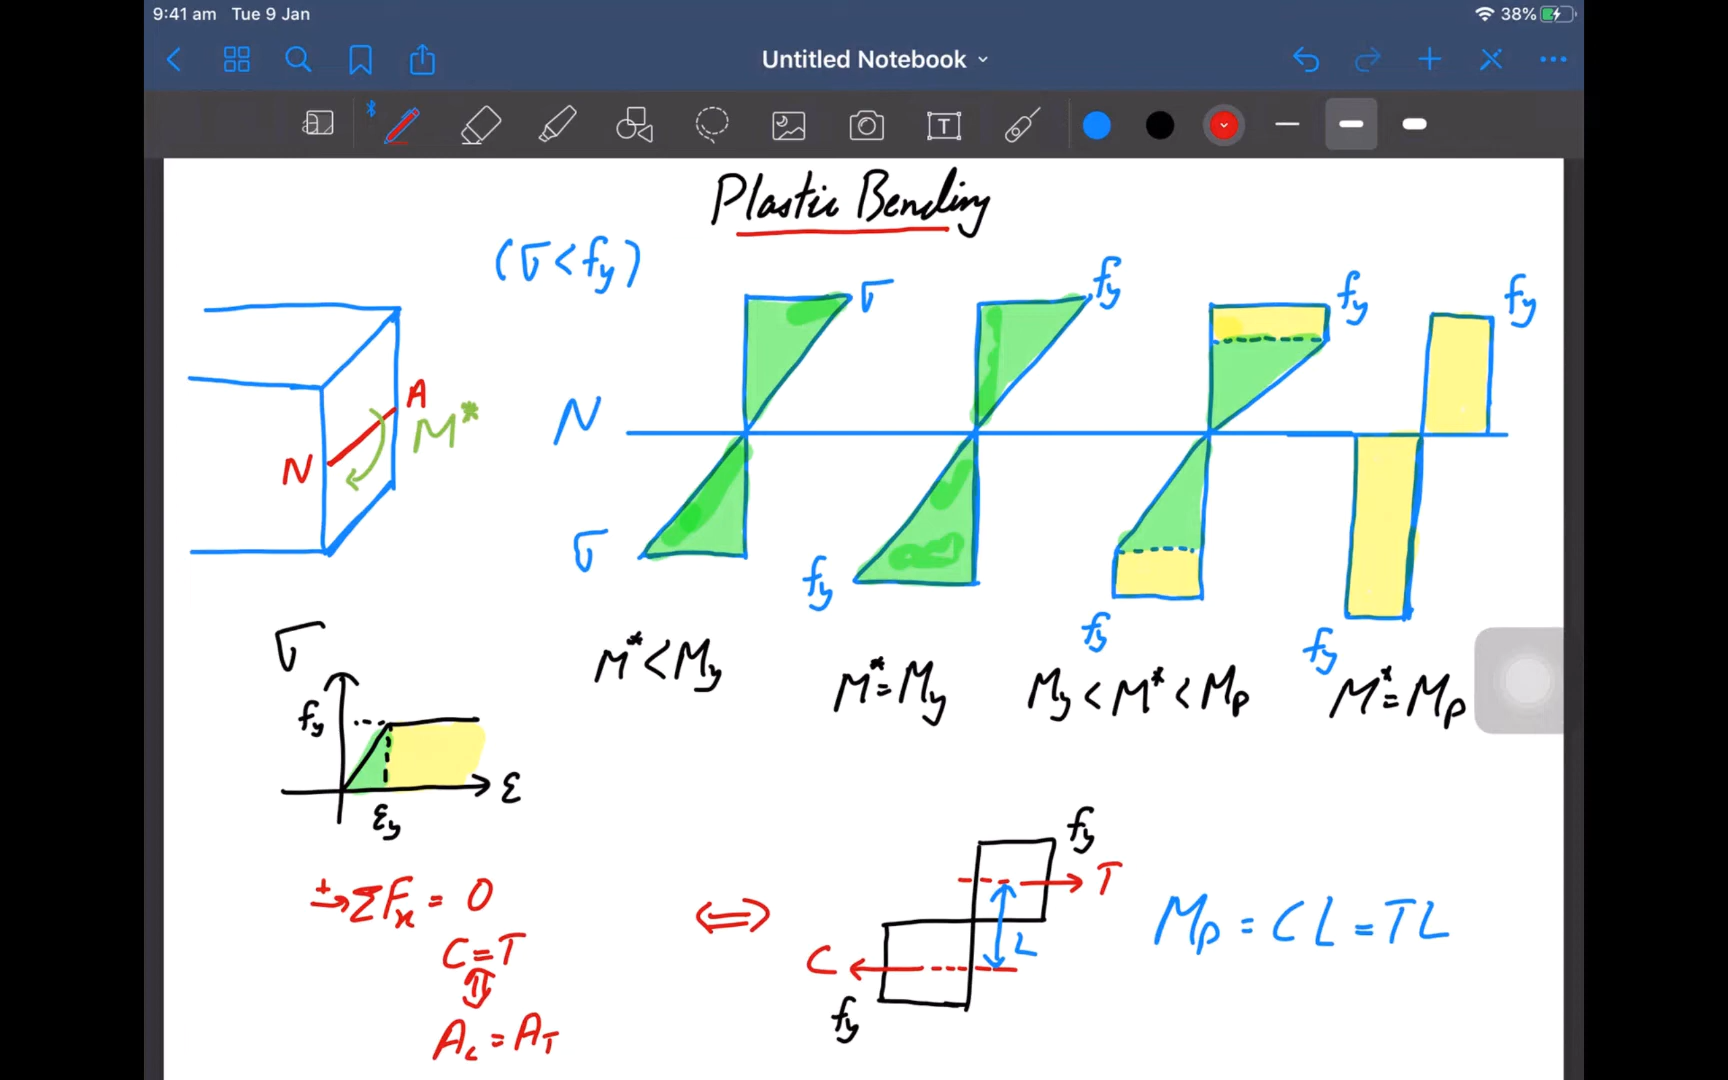 9:41 am Tue 9 Jan
38%
Untitled Notebook
T
Plastic Bending
(σ < fy)
σ
fy
fy
fy
A
M*
N
N
σ
fy
fy
fy
M* < My
M* = My
My < M* < Mp
M* = Mp
σ
fy
ε
εy
+→ ΣFx = 0
C = T
⇕
Ac = AT
⇔
fy
T
L
C
fy
Mp = CL = TL